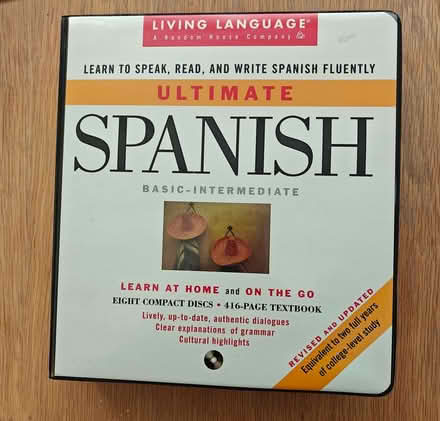 LIVING LANGUAGE®
A Random House Company
LEARN TO SPEAK, READ, AND WRITE SPANISH FLUENTLY
ULTIMATE
SPANISH
BASIC-INTERMEDIATE
LEARN AT HOME and ON THE GO
EIGHT COMPACT DISCS • 416-PAGE TEXTBOOK
Lively, up-to-date, authentic dialogues
Clear explanations of grammar
Cultural highlights
REVISED AND UPDATED
Equivalent to two full years
of college-level study